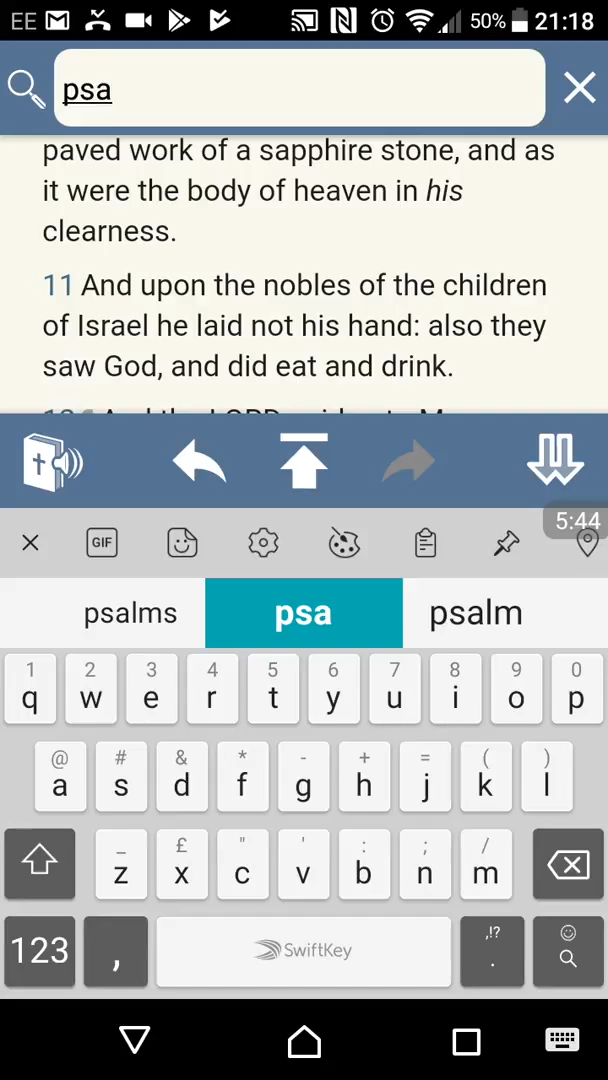 EE 50% 21:18
psa
paved work of a sapphire stone, and as
it were the body of heaven in his
clearness.
11 And upon the nobles of the children
of Israel he laid not his hand: also they
saw God, and did eat and drink.
5:44
GIF
psalms psa psalm
1 2 3 4 5 6 7 8 9 0
q w e r t y u i o p
@ # & * - + = ( )
a s d f g h j k l
_ £ " ' : ; /
z x c v b n m
123 , SwiftKey ,!? .